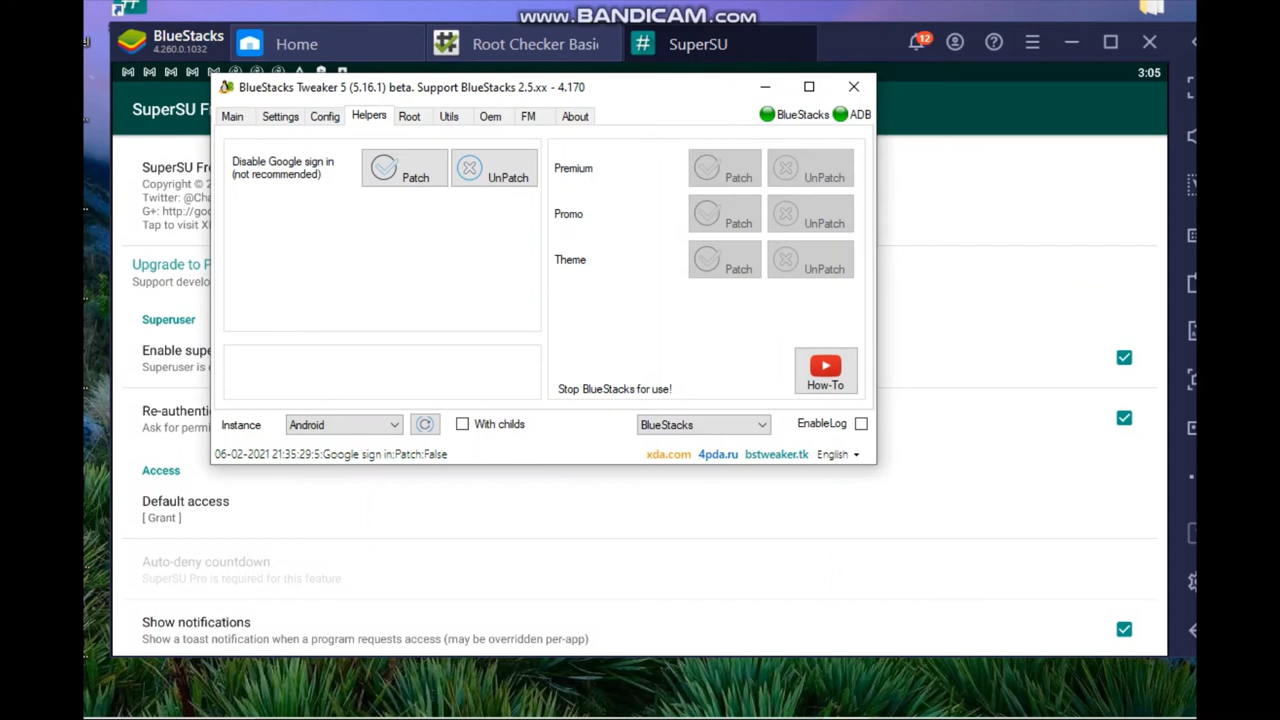 www.BANDICAM.com
BlueStacks
4.260.0.1032
Home
Root Checker Basi
SuperSU
12
3:05
SuperSU F
BlueStacks Tweaker 5 (5.16.1) beta. Support BlueStacks 2.5.xx - 4.170
Main Settings Config Helpers Root Utils Oem FM About
BlueStacks ADB
Disable Google sign in
(not recommended)
Patch UnPatch
Premium Patch UnPatch
Promo Patch UnPatch
Theme Patch UnPatch
Stop BlueStacks for use!
How-To
Instance Android With childs BlueStacks EnableLog
06-02-2021 21:35:29:5:Google sign in:Patch:False
xda.com 4pda.ru bstweaker.tk English
SuperSU Fre
Copyright © 2
Twitter: @Cha
G+: http://goo
Tap to visit X
Upgrade to P
Support develo
Superuser
Enable supe
Superuser is e
Re-authenti
Ask for permi
Access
Default access
[ Grant ]
Auto-deny countdown
SuperSU Pro is required for this feature
Show notifications
Show a toast notification when a program requests access (may be overridden per-app)